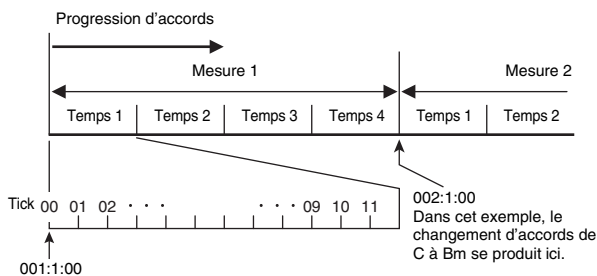 Progression d'accords
Mesure 1
Mesure 2
Temps 1
Temps 2
Temps 3
Temps 4
Temps 1
Temps 2
Tick 00 01 02 · · · · · · 09 10 11
001:1:00
002:1:00
Dans cet exemple, le
changement d'accords de
C à Bm se produit ici.